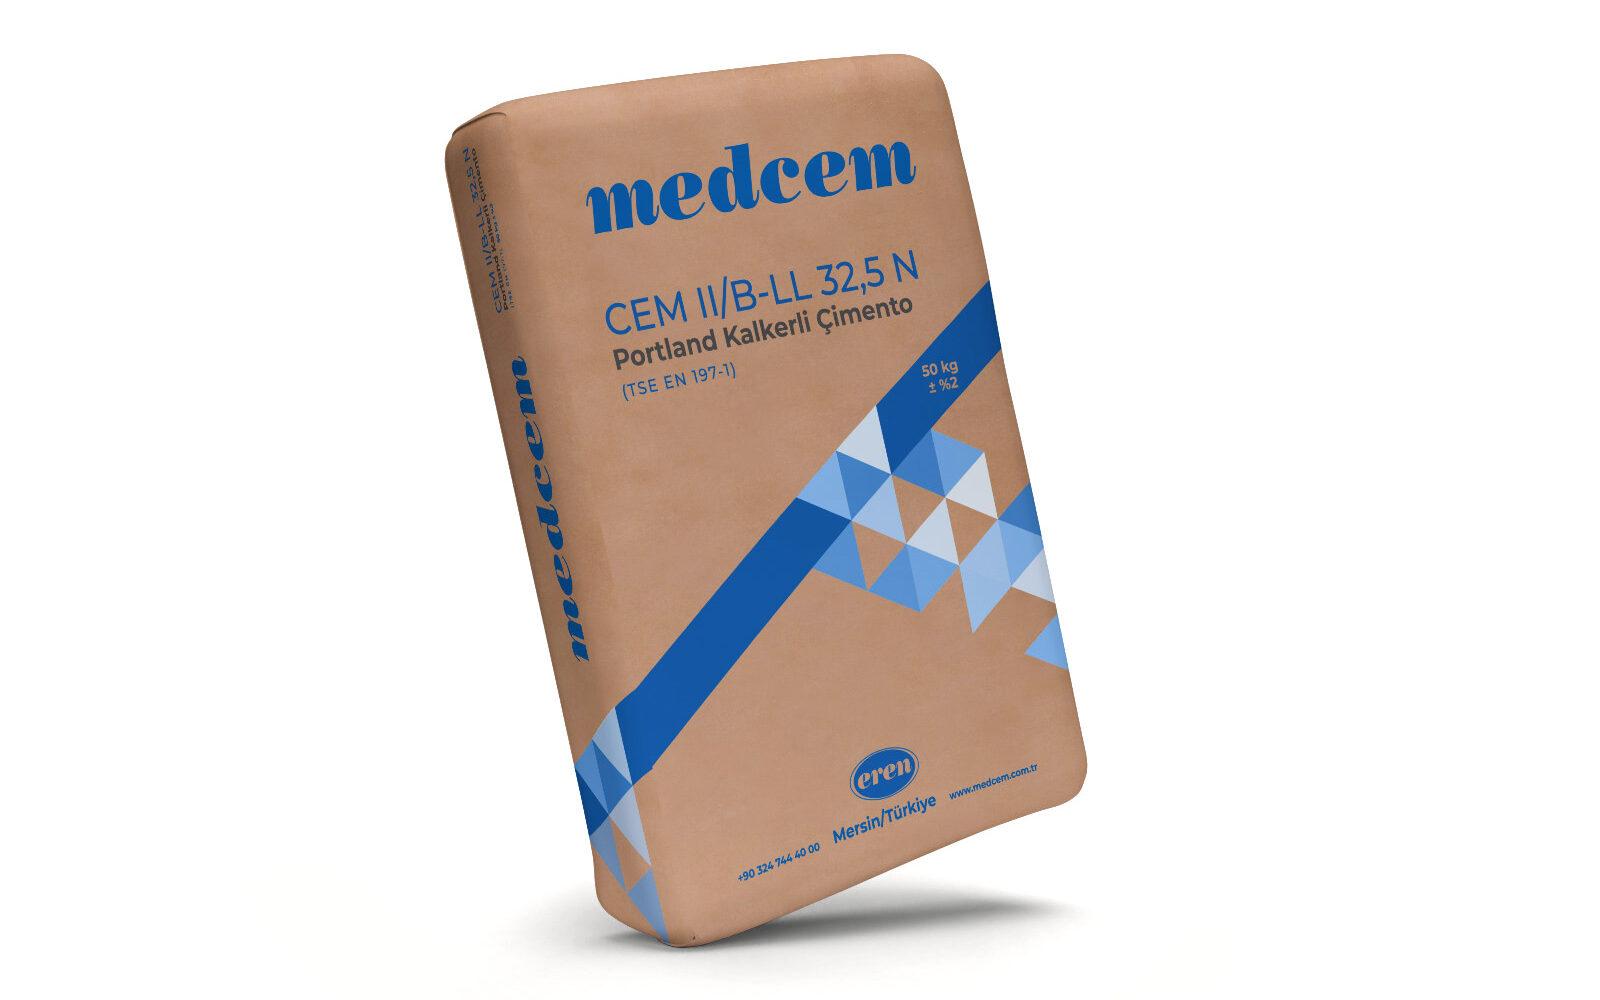 medcem
CEM II/B-LL 32,5 N
Portland Kalkerli Çimento
(TSE EN 197-1)
50 kg
± %2
eren
Mersin/Türkiye
+90 324 744 40 00
www.medcem.com.tr
CEM II/B-LL 32,5 N
Portland Kalkerli Çimento
medcem